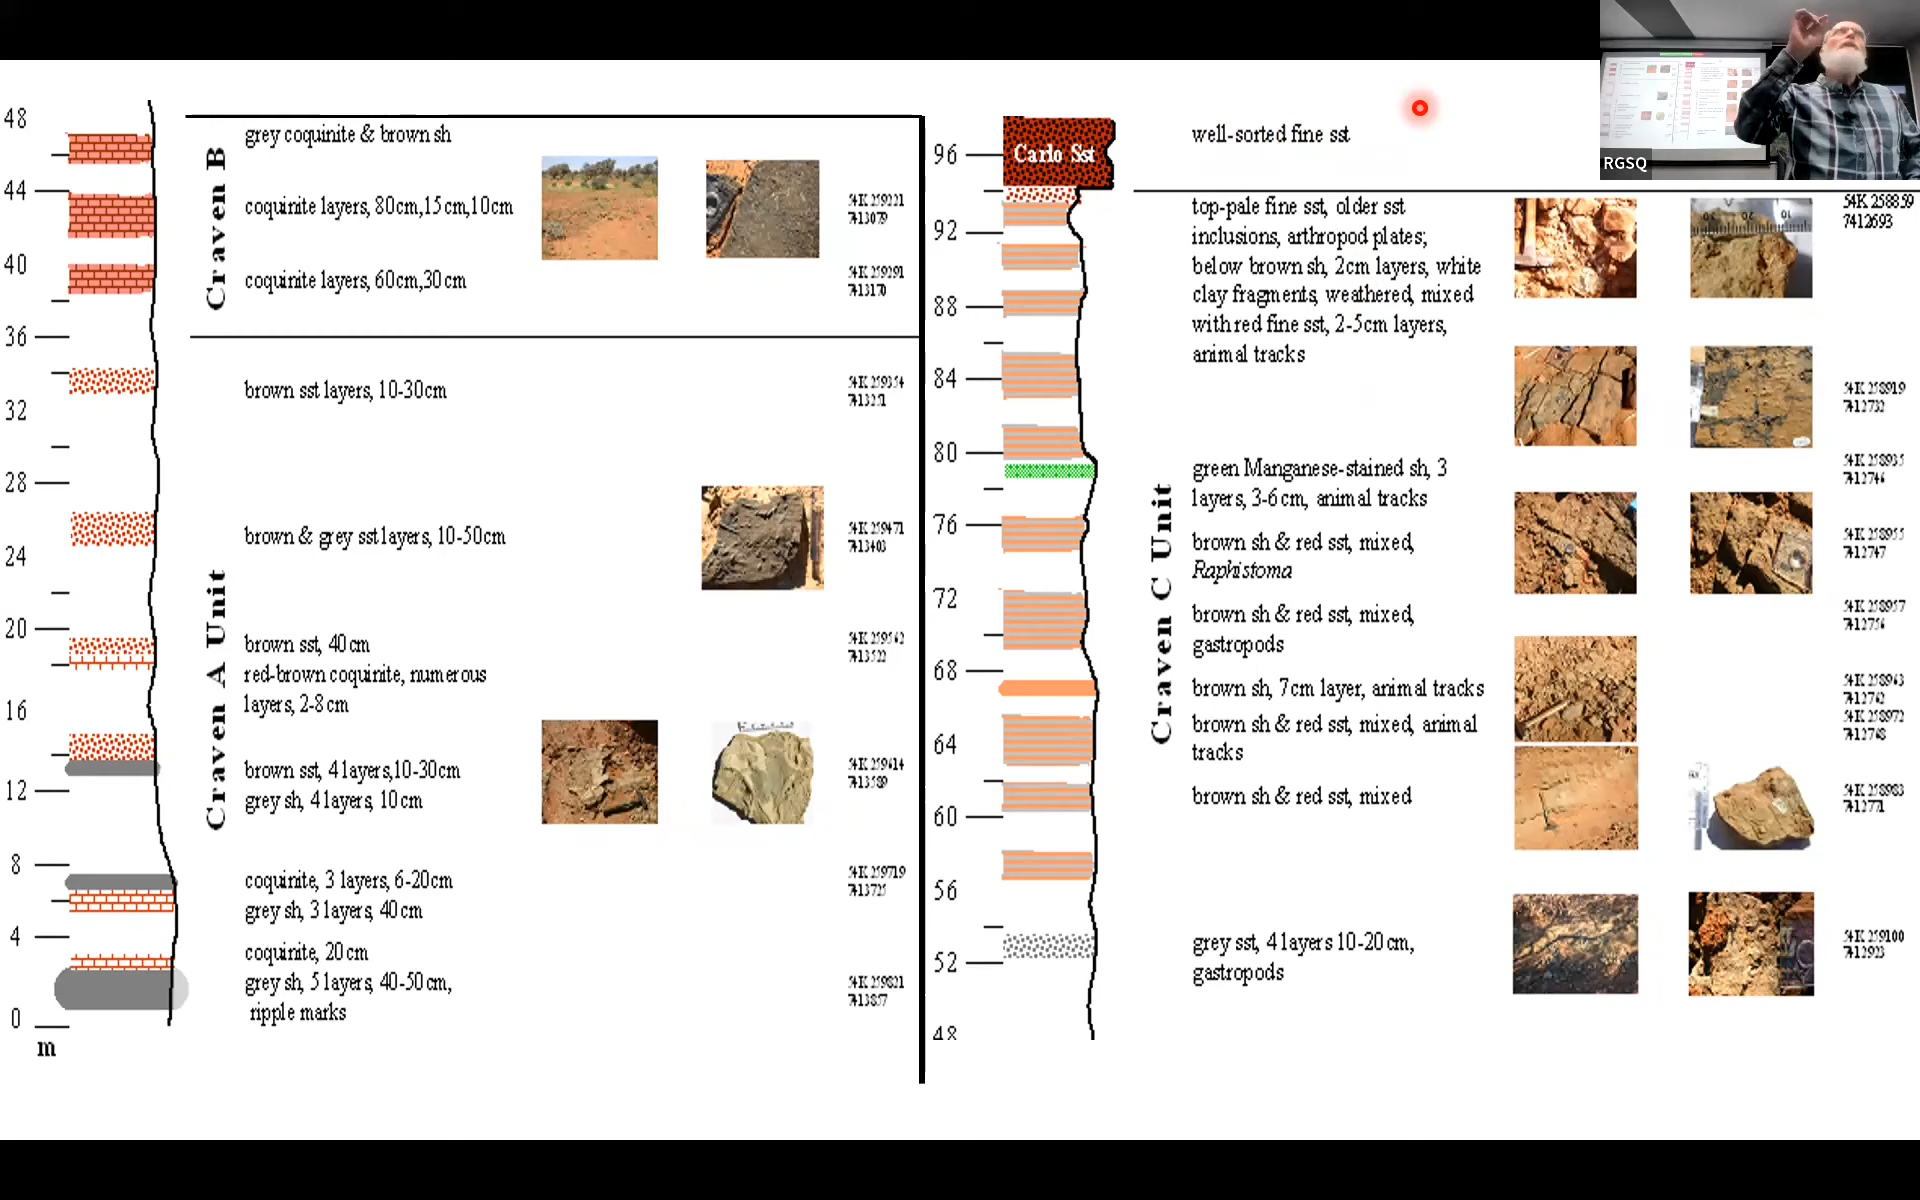 48
44
40
36
32
28
24
20
16
12
8
4
0
m
Craven B
grey coquinite & brown sh
coquinite layers, 80cm,15cm,10cm
coquinite layers, 60cm,30cm
Craven A Unit
brown sst layers, 10-30cm
brown & grey sst layers, 10-50cm
brown sst, 40cm
red-brown coquinite, numerous
layers, 2-8cm
brown sst, 4 layers,10-30cm
grey sh, 4 layers, 10cm
coquinite, 3 layers, 6-20cm
grey sh, 3 layers, 40cm
coquinite, 20cm
grey sh, 5 layers, 40-50cm,
ripple marks
96
92
88
84
80
76
72
68
64
60
56
52
48
Carlo Sst
Craven C Unit
well-sorted fine sst
top-pale fine sst, older sst
inclusions, arthropod plates;
below brown sh, 2cm layers, white
clay fragments, weathered, mixed
with red fine sst, 2-5cm layers,
animal tracks
green Manganese-stained sh, 3
layers, 3-6cm, animal tracks
brown sh & red sst, mixed,
Raphistoma
brown sh & red sst, mixed,
gastropods
brown sh, 7cm layer, animal tracks
brown sh & red sst, mixed, animal
tracks
brown sh & red sst, mixed
grey sst, 4 layers 10-20cm,
gastropods
54K 258859
7412693
RGSQ